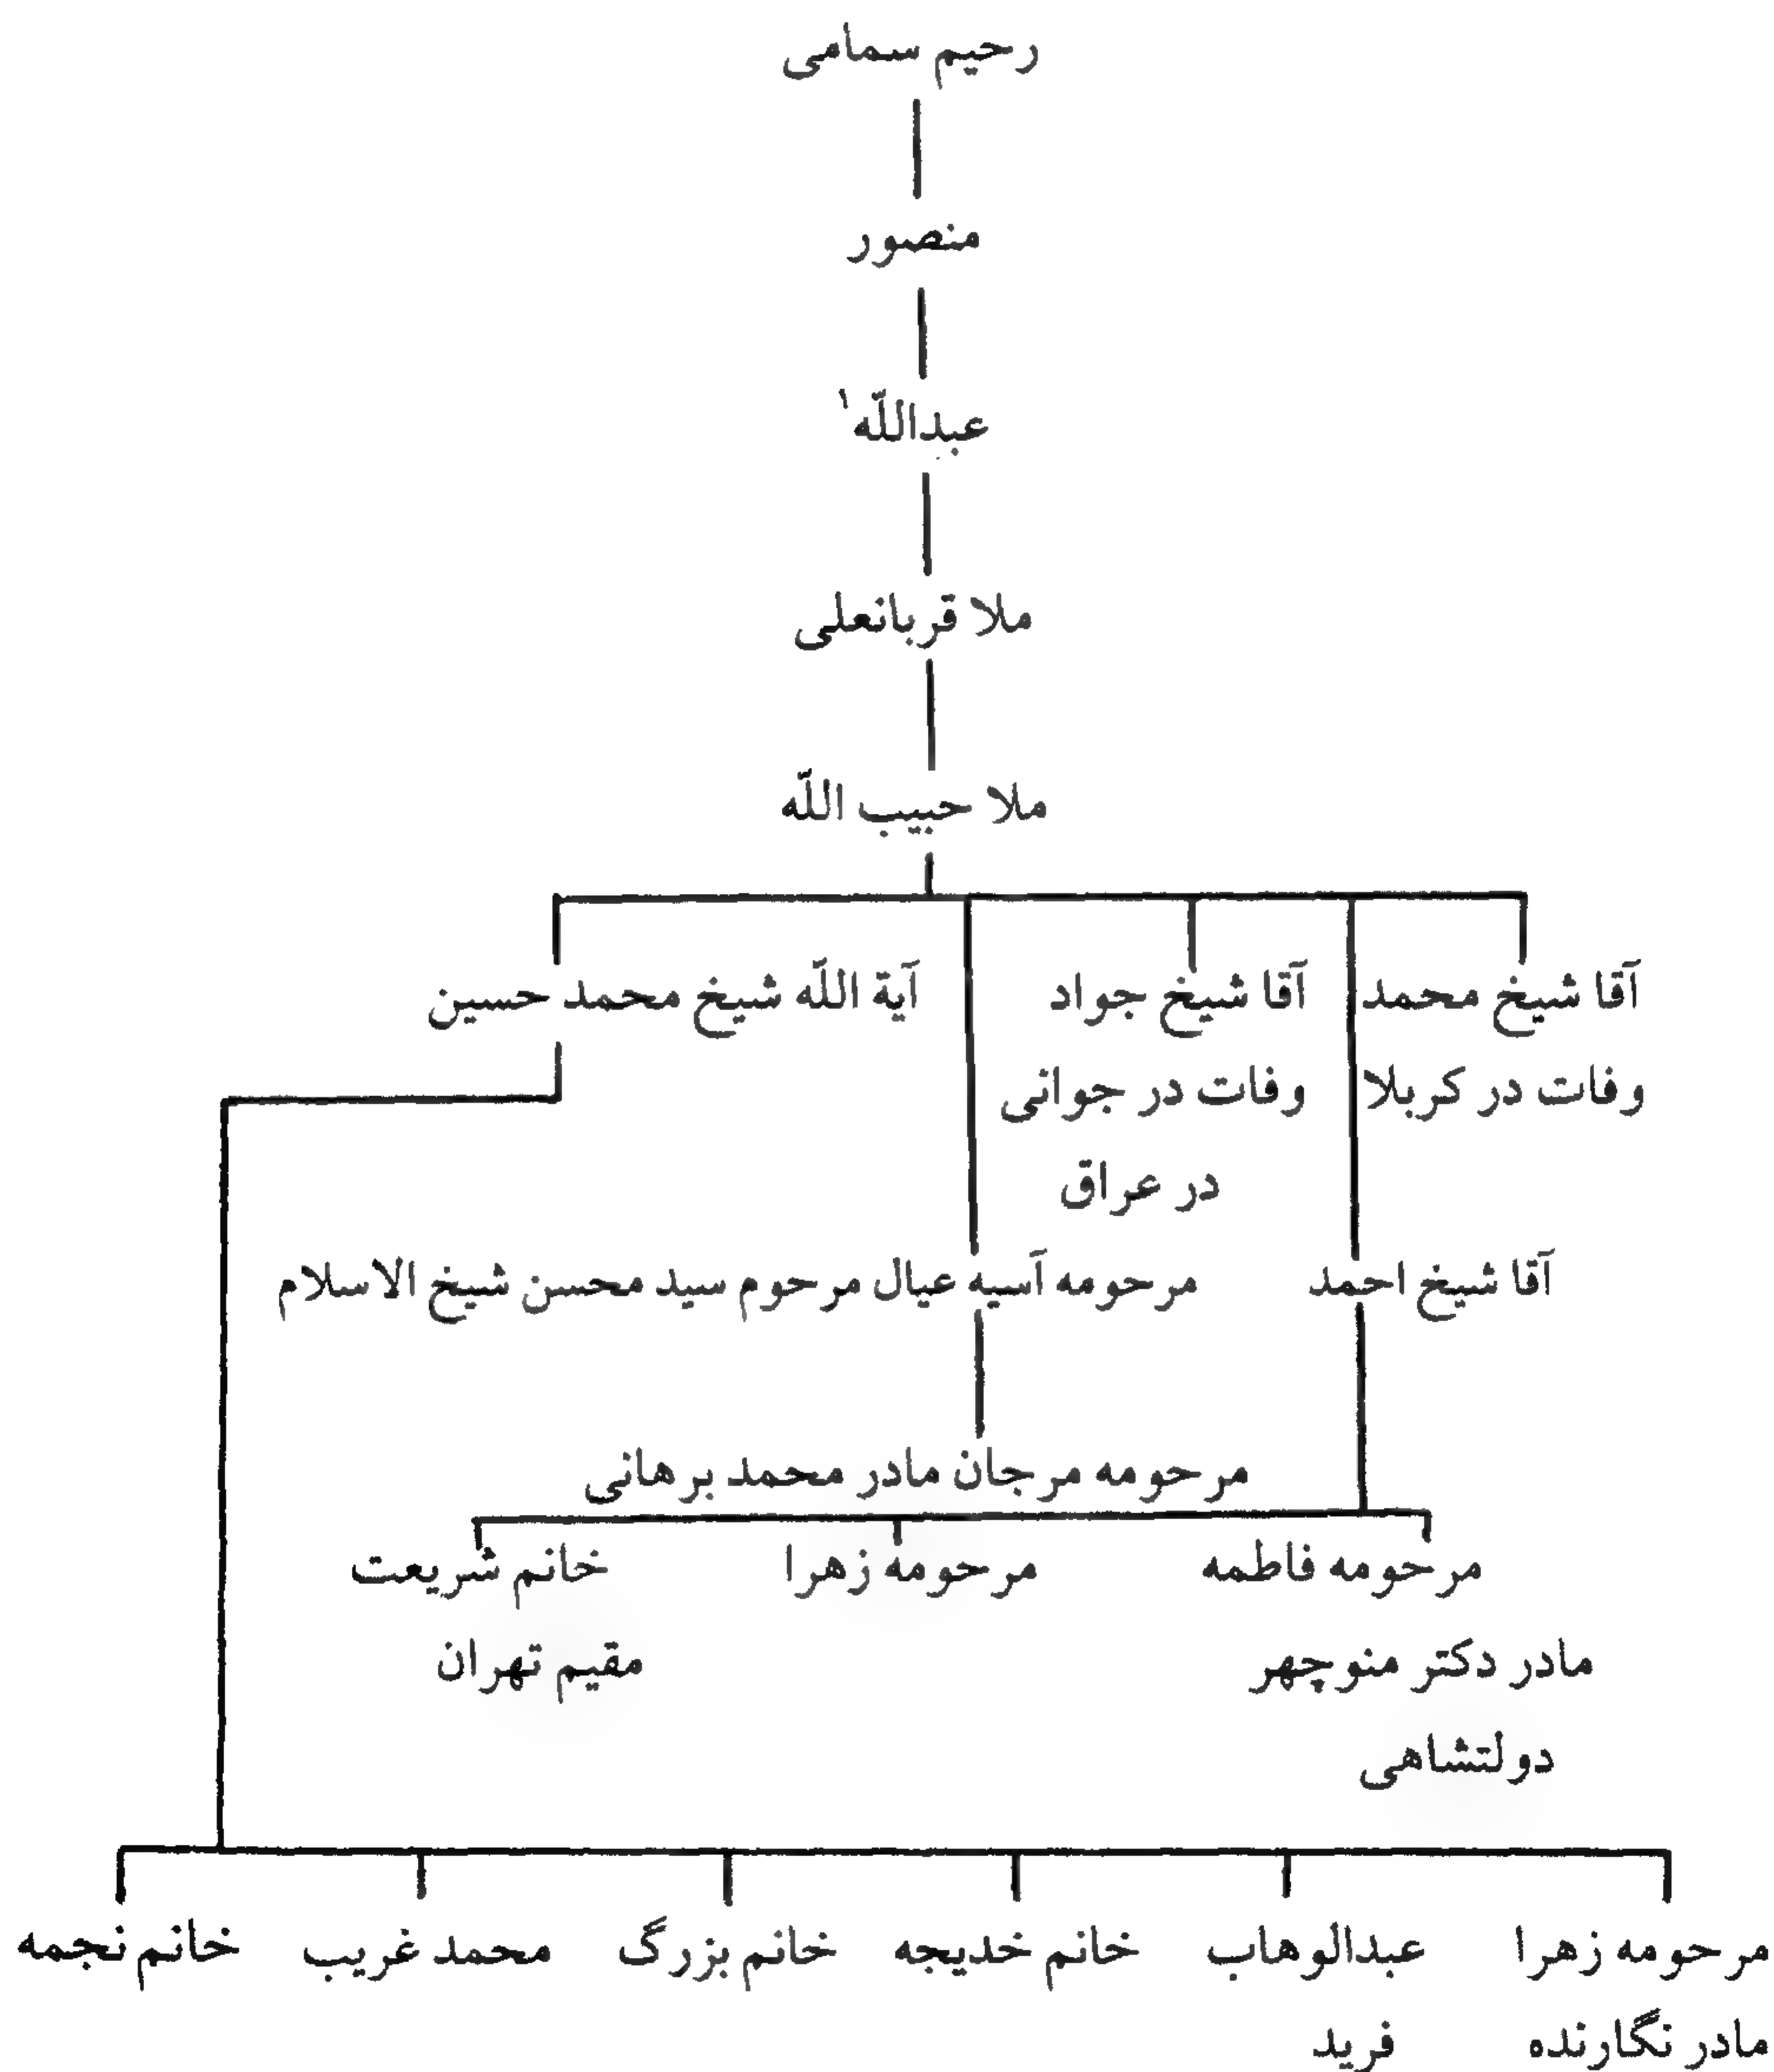 رحیم سمامی
منصور
عبداللّه۱
ملا قربانعلی
ملا حبیب اللّه
آقا شیخ محمد آقا شیخ جواد آیة اللّه شیخ محمد حسین
وفات در کربلا وفات در جوانی
در عراق
آقا شیخ احمد مرحومه آسیه عیال مرحوم سید محسن شیخ الاسلام
مرحومه مرجان مادر محمد برهانی
مرحومه فاطمه مرحومه زهرا خانم شریعت
مادر دکتر منوچهر مقیم تهران
دولتشاهی
مرحومه زهرا عبدالوهاب خانم خدیجه خانم بزرگ محمد غریب خانم نجمه
مادر نگارنده فرید